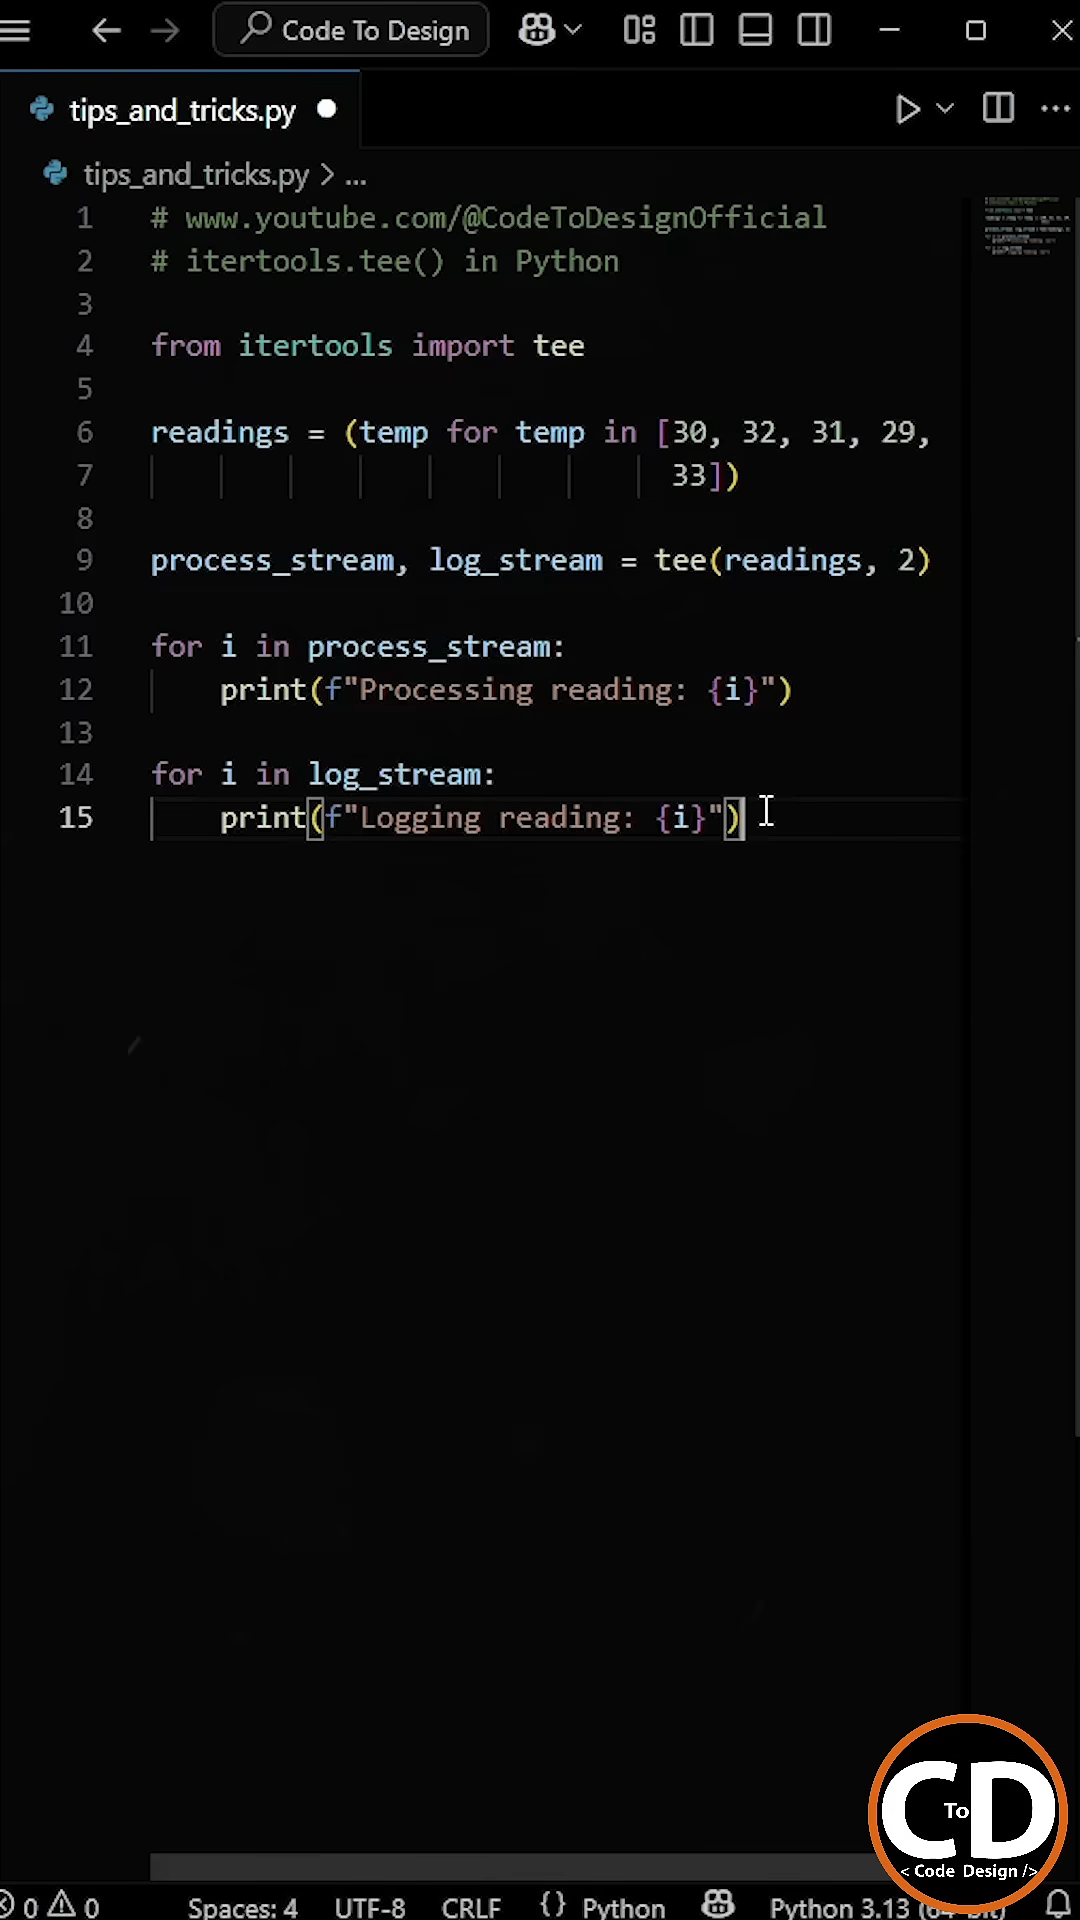 Code To Design
tips_and_tricks.py
tips_and_tricks.py > ...
1 # www.youtube.com/@CodeToDesignOfficial
2 # itertools.tee() in Python
3
4 from itertools import tee
5
6 readings = (temp for temp in [30, 32, 31, 29,
7 33])
8
9 process_stream, log_stream = tee(readings, 2)
10
11 for i in process_stream:
12     print(f"Processing reading: {i}")
13
14 for i in log_stream:
15     print(f"Logging reading: {i}")
CD
To
< Code Design />
0 0 Spaces: 4 UTF-8 CRLF {} Python Python 3.13